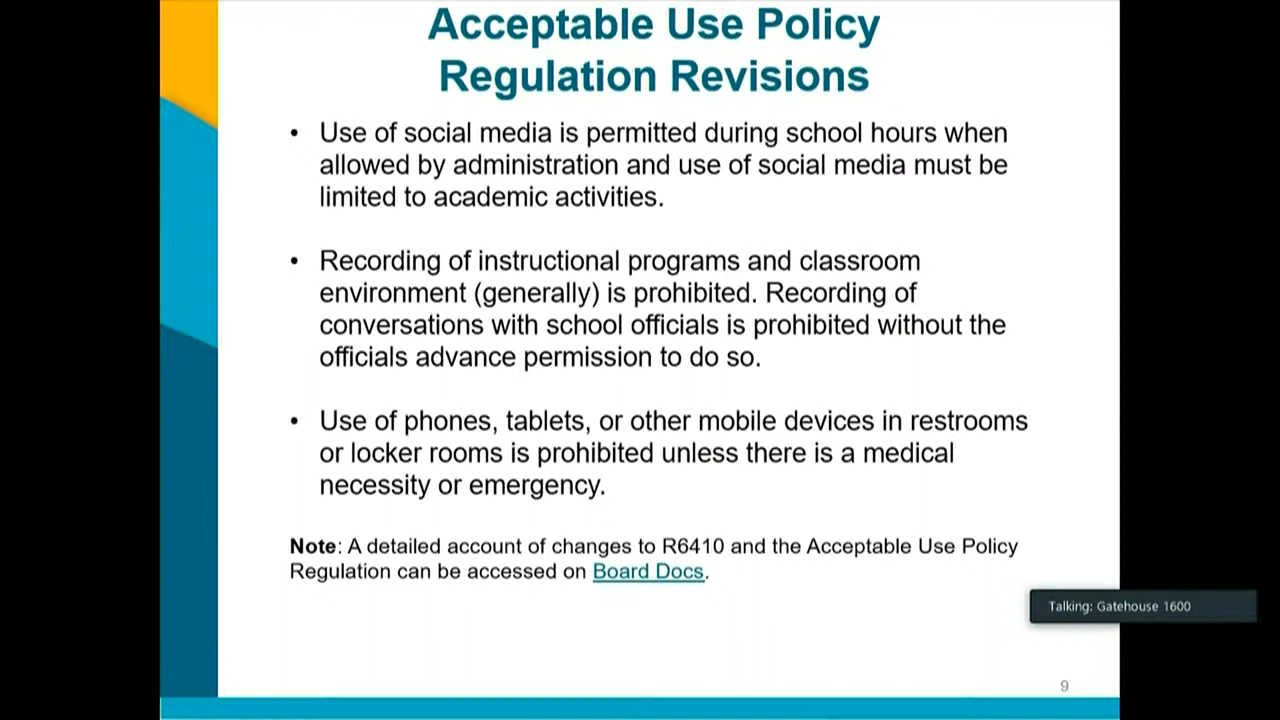 Acceptable Use Policy
Regulation Revisions
• Use of social media is permitted during school hours when
allowed by administration and use of social media must be
limited to academic activities.
• Recording of instructional programs and classroom
environment (generally) is prohibited. Recording of
conversations with school officials is prohibited without the
officials advance permission to do so.
• Use of phones, tablets, or other mobile devices in restrooms
or locker rooms is prohibited unless there is a medical
necessity or emergency.
Note: A detailed account of changes to R6410 and the Acceptable Use Policy
Regulation can be accessed on Board Docs.
Talking: Gatehouse 1600
9